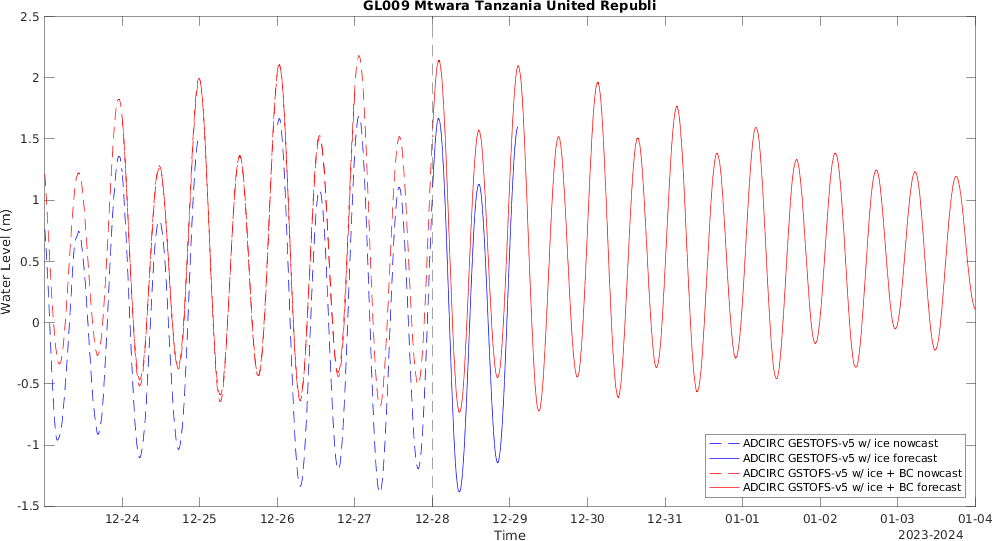 GL009 Mtwara Tanzania United Republi
2.5
2
1.5
1
0.5
0
-0.5
-1
-1.5
Water Level (m)
ADCIRC GESTOFS-v5 w/ ice nowcast
ADCIRC GESTOFS-v5 w/ ice forecast
ADCIRC GSTOFS-v5 w/ ice + BC nowcast
ADCIRC GSTOFS-v5 w/ ice + BC forecast
12-24 12-25 12-26 12-27 12-28 12-29 12-30 12-31 01-01 01-02 01-03 01-04
Time
2023-2024